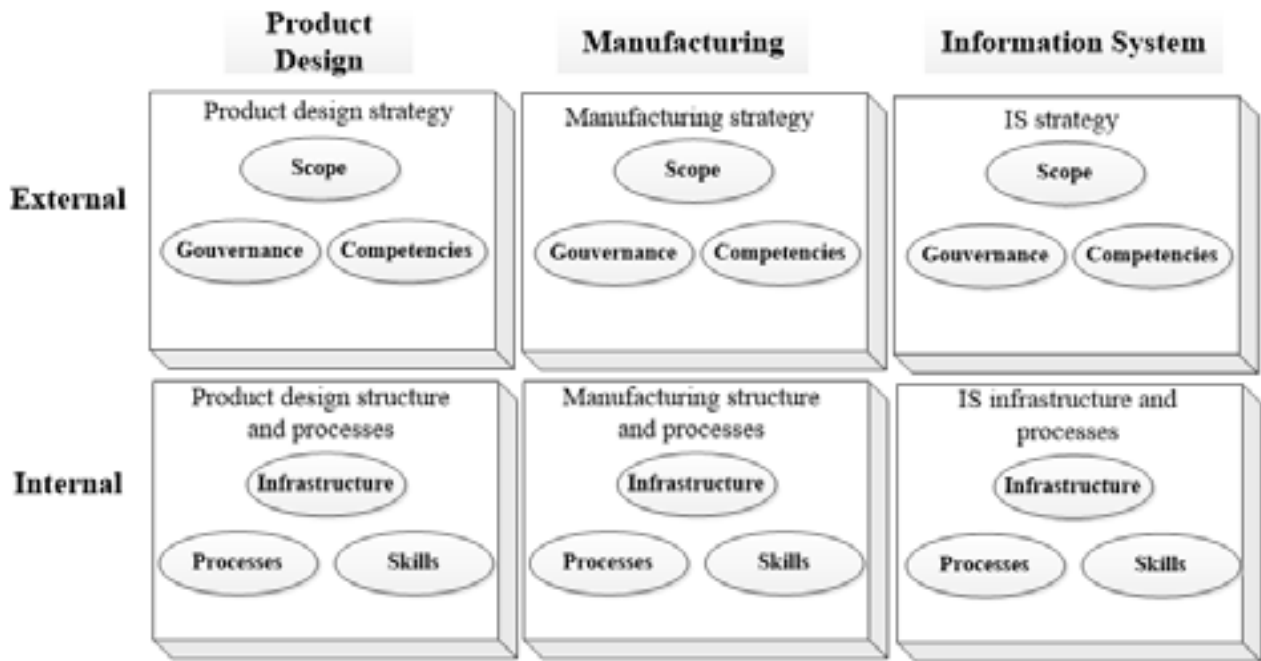 Product
Design
Manufacturing
Information System
External
Product design strategy
Scope
Gouvernance
Competencies
Manufacturing strategy
Scope
Gouvernance
Competencies
IS strategy
Scope
Gouvernance
Competencies
Internal
Product design structure
and processes
Infrastructure
Processes
Skills
Manufacturing structure
and processes
Infrastructure
Processes
Skills
IS infrastructure and
processes
Infrastructure
Processes
Skills